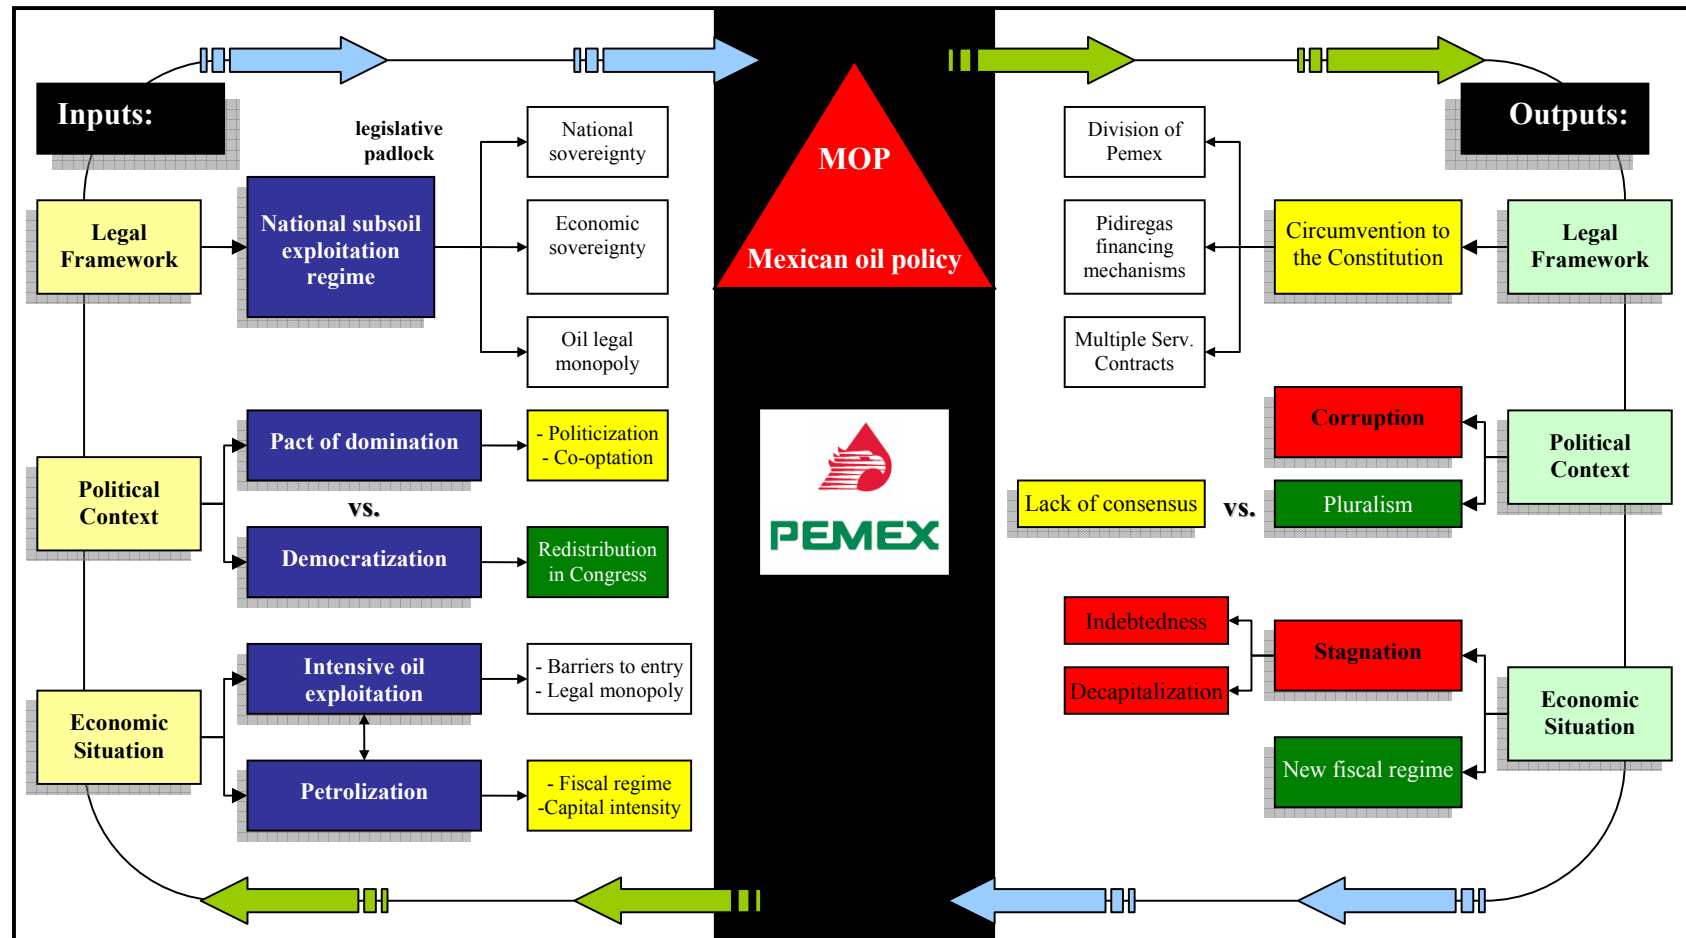 Inputs:
legislative
padlock
Legal
Framework
National subsoil
exploitation
regime
National
sovereignty
Economic
sovereignty
Oil legal
monopoly
Political
Context
Pact of domination
- Politicization
- Co-optation
vs.
Democratization
Redistribution
in Congress
Economic
Situation
Intensive oil
exploitation
- Barriers to entry
- Legal monopoly
Petrolization
- Fiscal regime
-Capital intensity
MOP
Mexican oil policy
PEMEX
Outputs:
Division of
Pemex
Pidiregas
financing
mechanisms
Multiple Serv.
Contracts
Circumvention to
the Constitution
Legal
Framework
Corruption
Lack of consensus
vs.
Pluralism
Political
Context
Indebtedness
Decapitalization
Stagnation
New fiscal regime
Economic
Situation